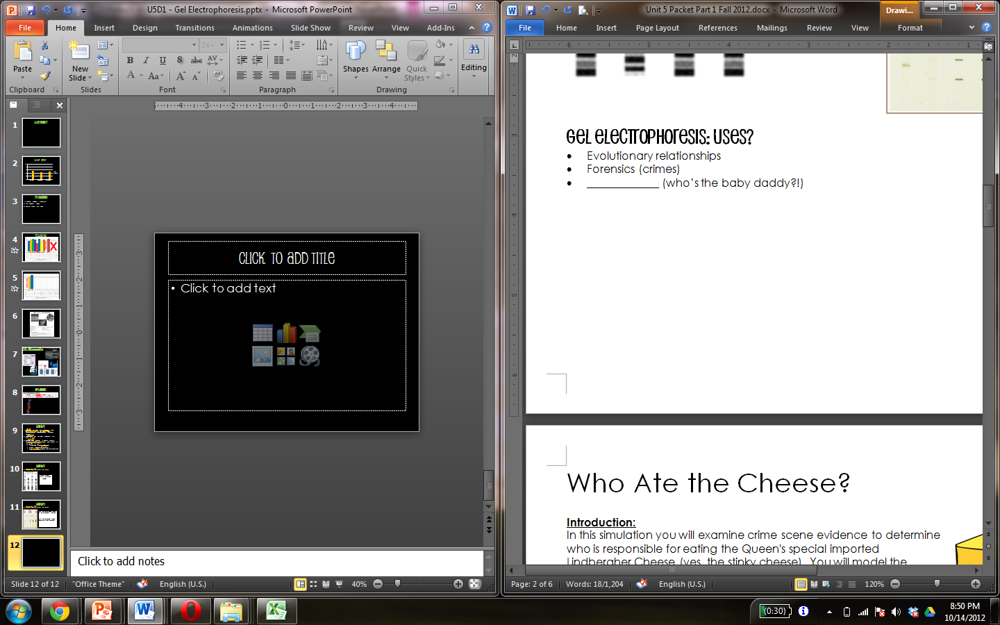 U5D1 - Gel Electrophoresis.pptx - Microsoft PowerPoint
File Home Insert Design Transitions Animations Slide Show Review View Add-Ins
Paste
New Slide
Shapes Arrange Quick Styles
Editing
Clipboard Slides Font Paragraph Drawing
1
2
3
4
5
6
7
8
9
10
11
12
Click to add title
• Click to add text
Click to add notes
Slide 12 of 12 "Office Theme" English (U.S.) 40%
Unit 5 Packet Part 1 Fall 2012.docx - Microsoft Word
Drawi...
File Home Insert Page Layout References Mailings Review View Format
Gel Electrophoresis: Uses?
• Evolutionary relationships
• Forensics (crimes)
• ____________ (who's the baby daddy?!)
Who Ate the Cheese?
Introduction:
In this simulation you will examine crime scene evidence to determine
who is responsible for eating the Queen's special imported
Lindbergher Cheese (yes, the stinky cheese). You will model the
Page: 2 of 6 Words: 18/1,204 English (U.S.) 120%
(0:30)
8:50 PM
10/14/2012